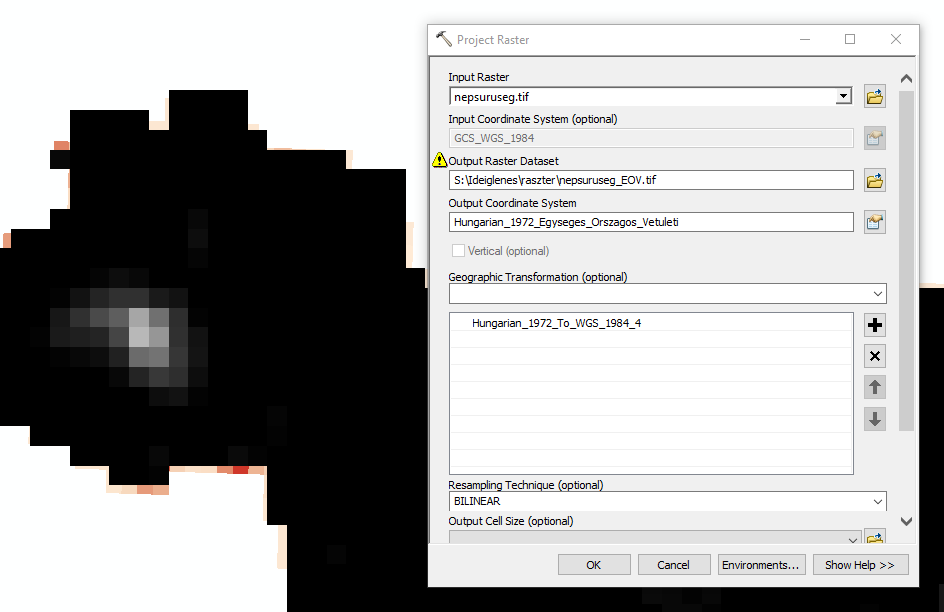 Project Raster
Input Raster
nepsuruseg.tif
Input Coordinate System (optional)
GCS_WGS_1984
Output Raster Dataset
S:\Ideiglenes\raszter\nepsuruseg_EOV.tif
Output Coordinate System
Hungarian_1972_Egyseges_Orszagos_Vetuleti
Vertical (optional)
Geographic Transformation (optional)
Hungarian_1972_To_WGS_1984_4
Resampling Technique (optional)
BILINEAR
Output Cell Size (optional)
OK
Cancel
Environments...
Show Help >>